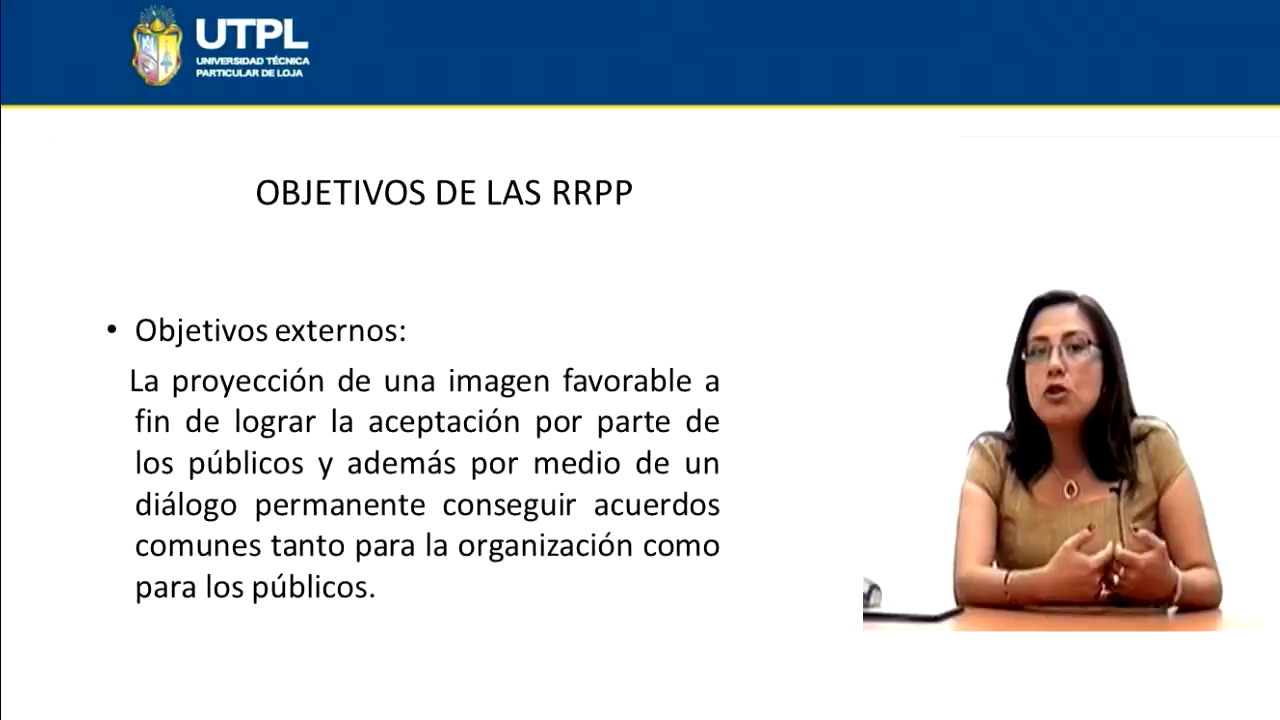 UTPL
UNIVERSIDAD TÉCNICA
PARTICULAR DE LOJA
OBJETIVOS DE LAS RRPP
• Objetivos externos:
La proyección de una imagen favorable a
fin de lograr la aceptación por parte de
los públicos y además por medio de un
diálogo permanente conseguir acuerdos
comunes tanto para la organización como
para los públicos.